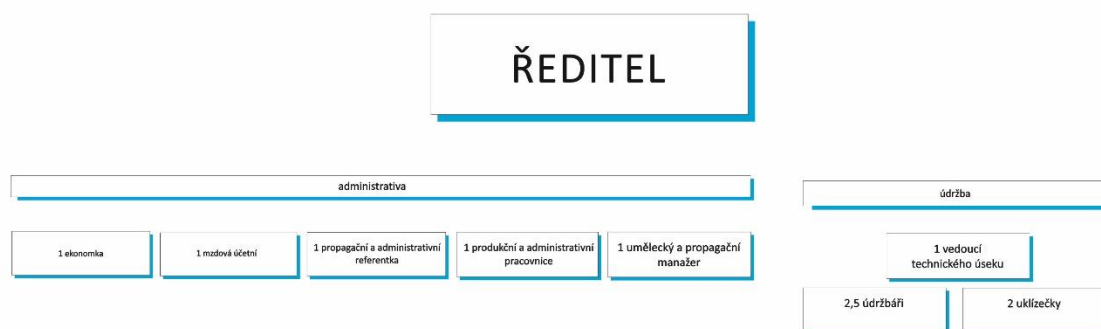 ŘEDITEL
administrativa
údržba
1 ekonomka
1 mzdová účetní
1 propagační a administrativní
referentka
1 produkční a administrativní
pracovnice
1 umělecký a propagační
manažer
1 vedoucí
technického úseku
2,5 údržbáři
2 uklízečky